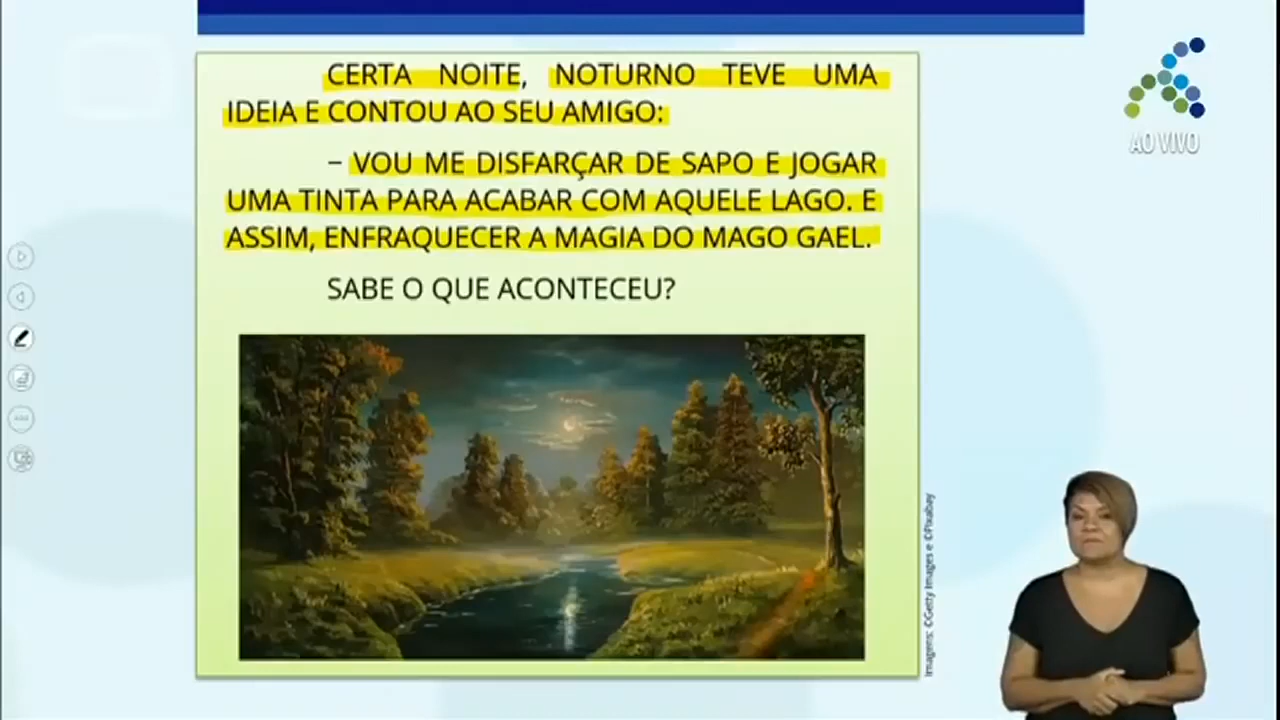 CERTA NOITE, NOTURNO TEVE UMA
IDEIA E CONTOU AO SEU AMIGO:
– VOU ME DISFARÇAR DE SAPO E JOGAR
UMA TINTA PARA ACABAR COM AQUELE LAGO. E
ASSIM, ENFRAQUECER A MAGIA DO MAGO GAEL.
SABE O QUE ACONTECEU?
AO VIVO
Imagens: ©Getty Images e ©Pixabay